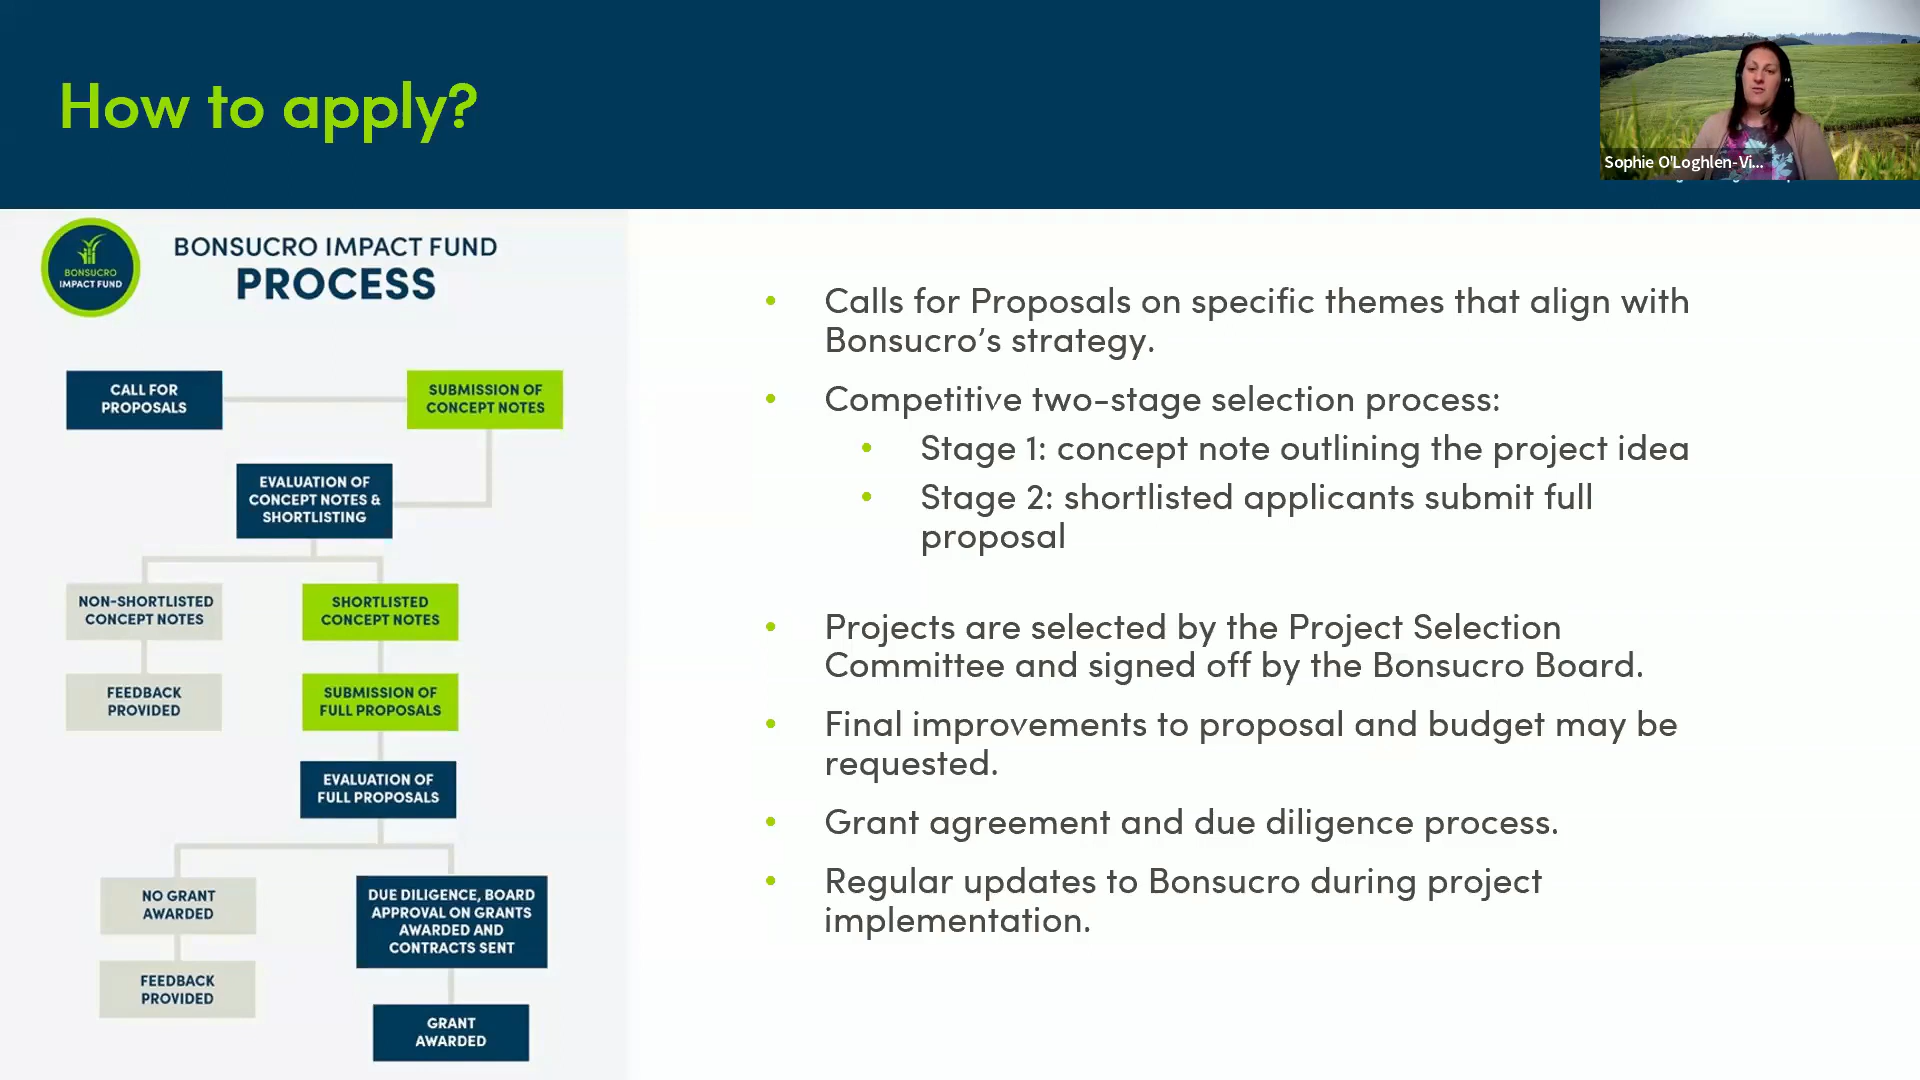 How to apply?
Sophie O'Loghlen-Vi...
BONSUCRO
IMPACT FUND
BONSUCRO IMPACT FUND
PROCESS
CALL FOR
PROPOSALS
SUBMISSION OF
CONCEPT NOTES
EVALUATION OF
CONCEPT NOTES &
SHORTLISTING
NON-SHORTLISTED
CONCEPT NOTES
SHORTLISTED
CONCEPT NOTES
FEEDBACK
PROVIDED
SUBMISSION OF
FULL PROPOSALS
EVALUATION OF
FULL PROPOSALS
NO GRANT
AWARDED
DUE DILIGENCE, BOARD
APPROVAL ON GRANTS
AWARDED AND
CONTRACTS SENT
FEEDBACK
PROVIDED
GRANT
AWARDED
• Calls for Proposals on specific themes that align with
Bonsucro’s strategy.
• Competitive two-stage selection process:
• Stage 1: concept note outlining the project idea
• Stage 2: shortlisted applicants submit full
proposal
• Projects are selected by the Project Selection
Committee and signed off by the Bonsucro Board.
• Final improvements to proposal and budget may be
requested.
• Grant agreement and due diligence process.
• Regular updates to Bonsucro during project
implementation.